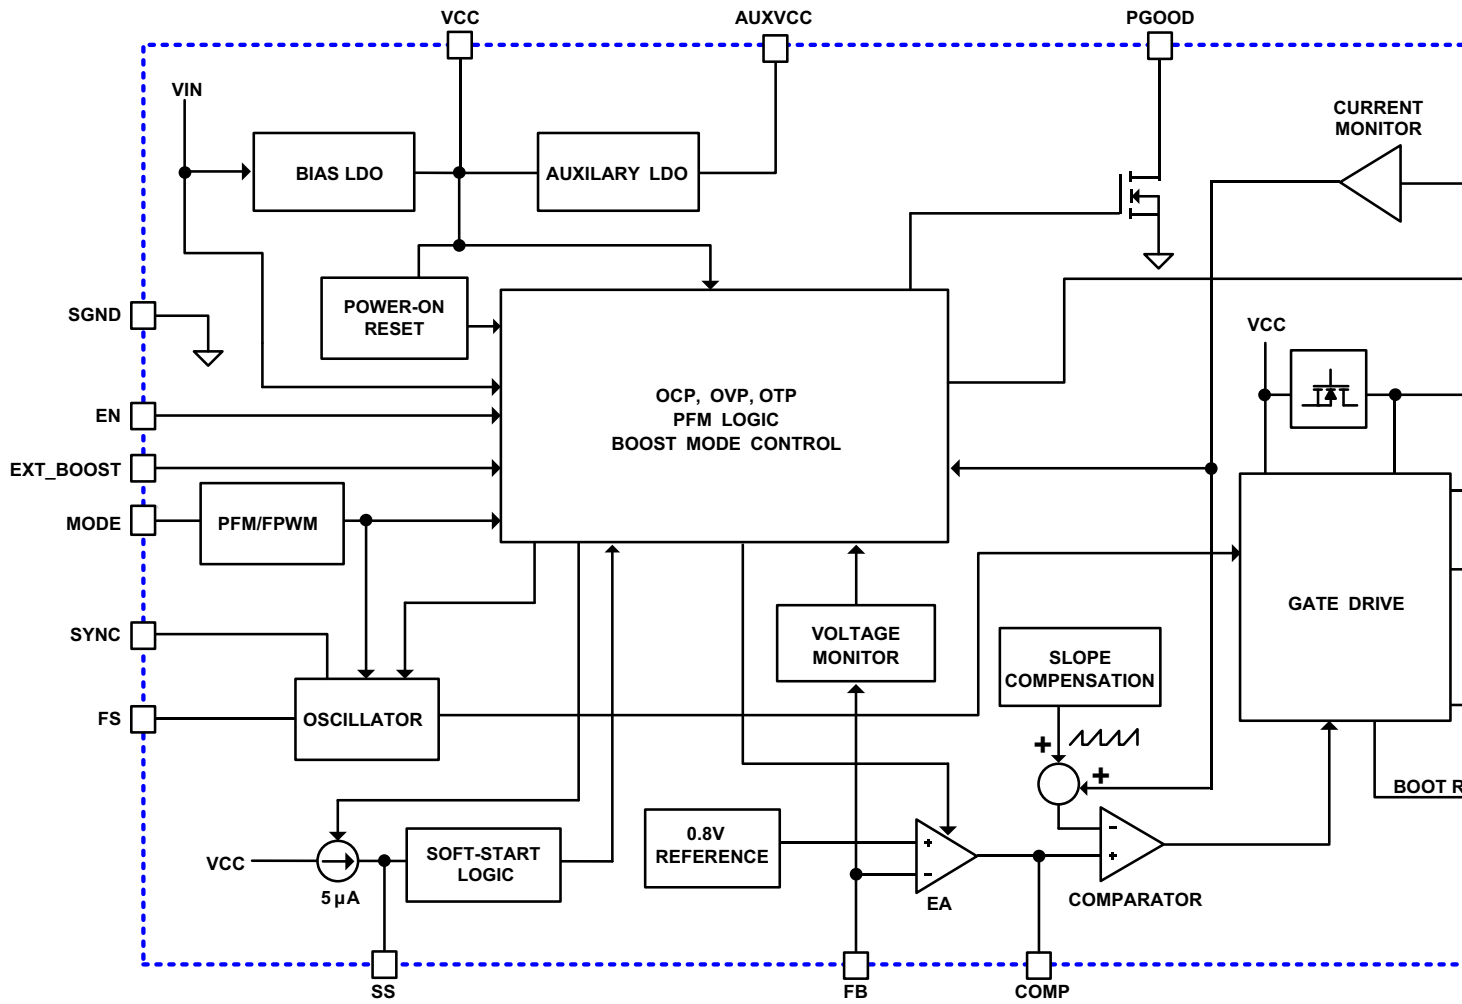 VCC
AUXVCC
PGOOD
VIN
CURRENT
MONITOR
BIAS LDO
AUXILARY LDO
SGND
POWER-ON
RESET
VCC
OCP, OVP, OTP
PFM LOGIC
BOOST MODE CONTROL
EN
EXT_BOOST
MODE
PFM/FPWM
GATE DRIVE
SYNC
VOLTAGE
MONITOR
SLOPE
COMPENSATION
FS
OSCILLATOR
+
+
BOOT R
0.8V
REFERENCE
+
−
−
+
VCC
SOFT-START
LOGIC
5 µA
EA
COMPARATOR
SS
FB
COMP